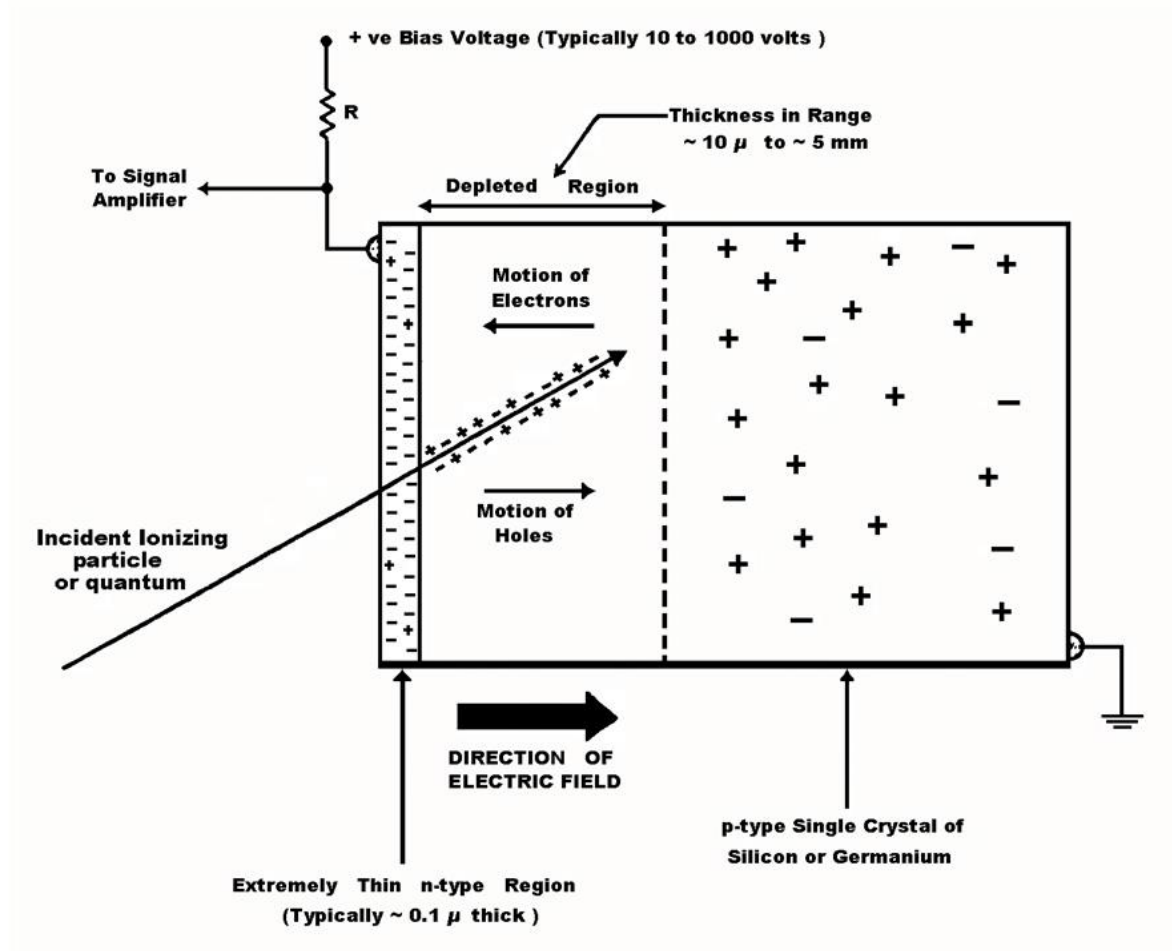 + ve Bias Voltage (Typically 10 to 1000 volts )
R
Thickness in Range
~ 10 µ to ~ 5 mm
To Signal
Amplifier
Depleted Region
Motion of
Electrons
Motion of
Holes
Incident Ionizing
particle
or quantum
DIRECTION OF
ELECTRIC FIELD
p-type Single Crystal of
Silicon or Germanium
Extremely Thin n-type Region
(Typically ~ 0.1 µ thick )